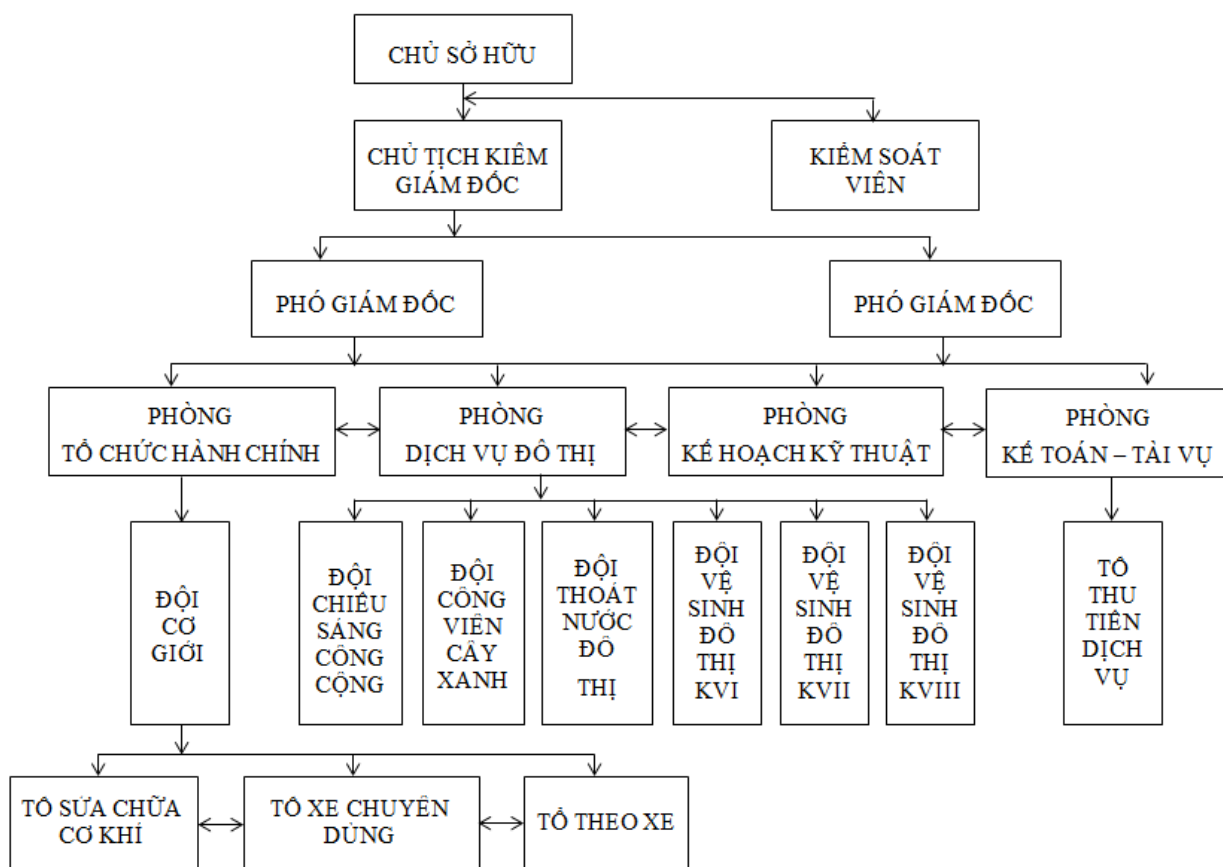 CHỦ SỞ HỮU
CHỦ TỊCH KIÊM
GIÁM ĐỐC
KIỂM SOÁT
VIÊN
PHÓ GIÁM ĐỐC
PHÓ GIÁM ĐỐC
PHÒNG
TỔ CHỨC HÀNH CHÍNH
PHÒNG
DỊCH VỤ ĐÔ THỊ
PHÒNG
KẾ HOẠCH KỸ THUẬT
PHÒNG
KẾ TOÁN – TÀI VỤ
ĐỘI
CƠ
GIỚI
ĐỘI
CHIẾU
SÁNG
CÔNG
CỘNG
ĐỘI
CÔNG
VIÊN
CÂY
XANH
ĐỘI
THOÁT
NƯỚC
ĐÔ
THỊ
ĐỘI
VỆ
SINH
ĐÔ
THỊ
KVI
ĐỘI
VỆ
SINH
ĐÔ
THỊ
KVII
ĐỘI
VỆ
SINH
ĐÔ
THỊ
KVIII
TỔ
THU
TIỀN
DỊCH
VỤ
TỔ SỬA CHỮA
CƠ KHÍ
TỔ XE CHUYÊN
DÙNG
TỔ THEO XE